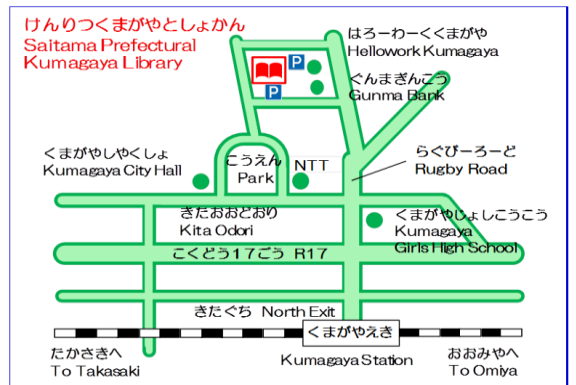 けんりつくまがやとしょかん
Saitama Prefectural
Kumagaya Library
はろーわーくくまがや
Hellowork Kumagaya
P
ぐんまぎんこう
Gunma Bank
P
くまがやしやくしょ
Kumagaya City Hall
こうえん
Park
NTT
らぐびーろーど
Rugby Road
きたおおどおり
Kita Odori
くまがやじょしこうこう
Kumagaya
Girls High School
こくどう17ごう R17
きたぐち North Exit
くまがやえき
Kumagaya Station
たかさきへ
To Takasaki
おおみやへ
To Omiya